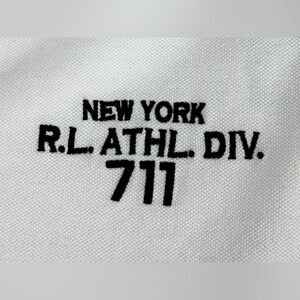 NEW YORK
R.L. ATHL. DIV.
711